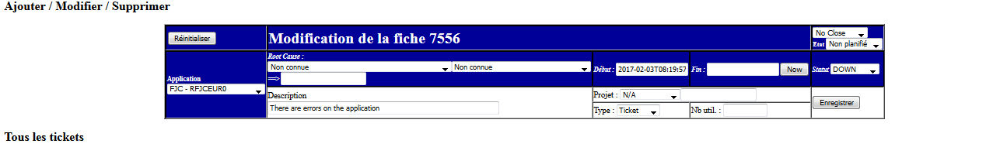 Ajouter / Modifier / Supprimer
Réinitialiser
Modification de la fiche 7556
No Close
Etat Non planifié
Application
FJC - RFJCEUR0
Root Cause :
Non connue Non connue
==>
Début : 2017-02-03T08:19:57 Fin : Now
Statut DOWN
Description
There are errors on the application
Projet : N/A
Type : Ticket Nb util. :
Enregistrer
Tous les tickets